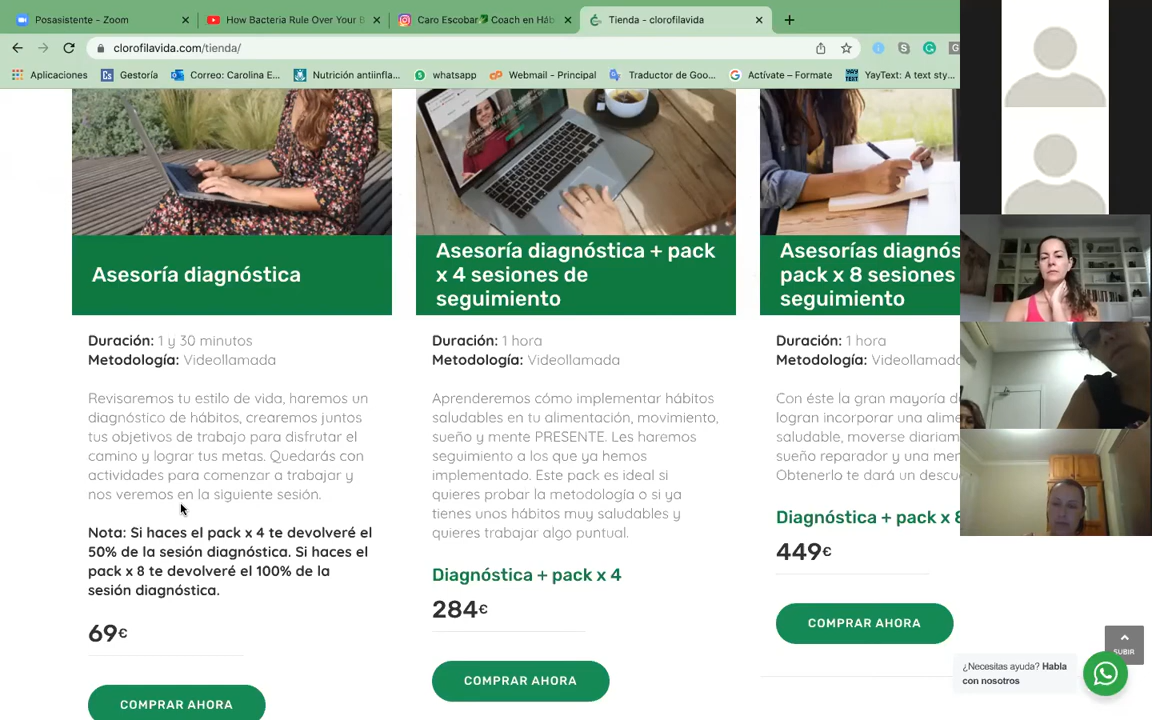 Posasistente - Zoom
How Bacteria Rule Over Your B
Caro Escobar Coach en Háb
Tienda - clorofilavida
clorofilavida.com/tienda/
Aplicaciones
Gestoría
Correo: Carolina E...
Nutrición antiinfla...
whatsapp
Webmail - Principal
Traductor de Goo...
Actívate – Formate
YayText: A text sty...
Asesoría diagnóstica
Duración: 1 y 30 minutos
Metodología: Videollamada
Revisaremos tu estilo de vida, haremos un
diagnóstico de hábitos, crearemos juntos
tus objetivos de trabajo para disfrutar el
camino y lograr tus metas. Quedarás con
actividades para comenzar a trabajar y
nos veremos en la siguiente sesión.
Nota: Si haces el pack x 4 te devolveré el
50% de la sesión diagnóstica. Si haces el
pack x 8 te devolveré el 100% de la
sesión diagnóstica.
69€
COMPRAR AHORA
Asesoría diagnóstica + pack
x 4 sesiones de
seguimiento
Duración: 1 hora
Metodología: Videollamada
Aprenderemos cómo implementar hábitos
saludables en tu alimentación, movimiento,
sueño y mente PRESENTE. Les haremos
seguimiento a los que ya hemos
implementado. Este pack es ideal si
quieres probar la metodología o si ya
tienes unos hábitos muy saludables y
quieres trabajar algo puntual.
Diagnóstica + pack x 4
284€
COMPRAR AHORA
Asesorías diagnós
pack x 8 sesiones
seguimiento
Duración: 1 hora
Metodología: Videollamada
Con éste la gran mayoría d
logran incorporar una alime
saludable, moverse diariam
sueño reparador y una men
Obtenerlo te dará un descu
Diagnóstica + pack x 8
449€
COMPRAR AHORA
SUBIR
¿Necesitas ayuda? Habla
con nosotros